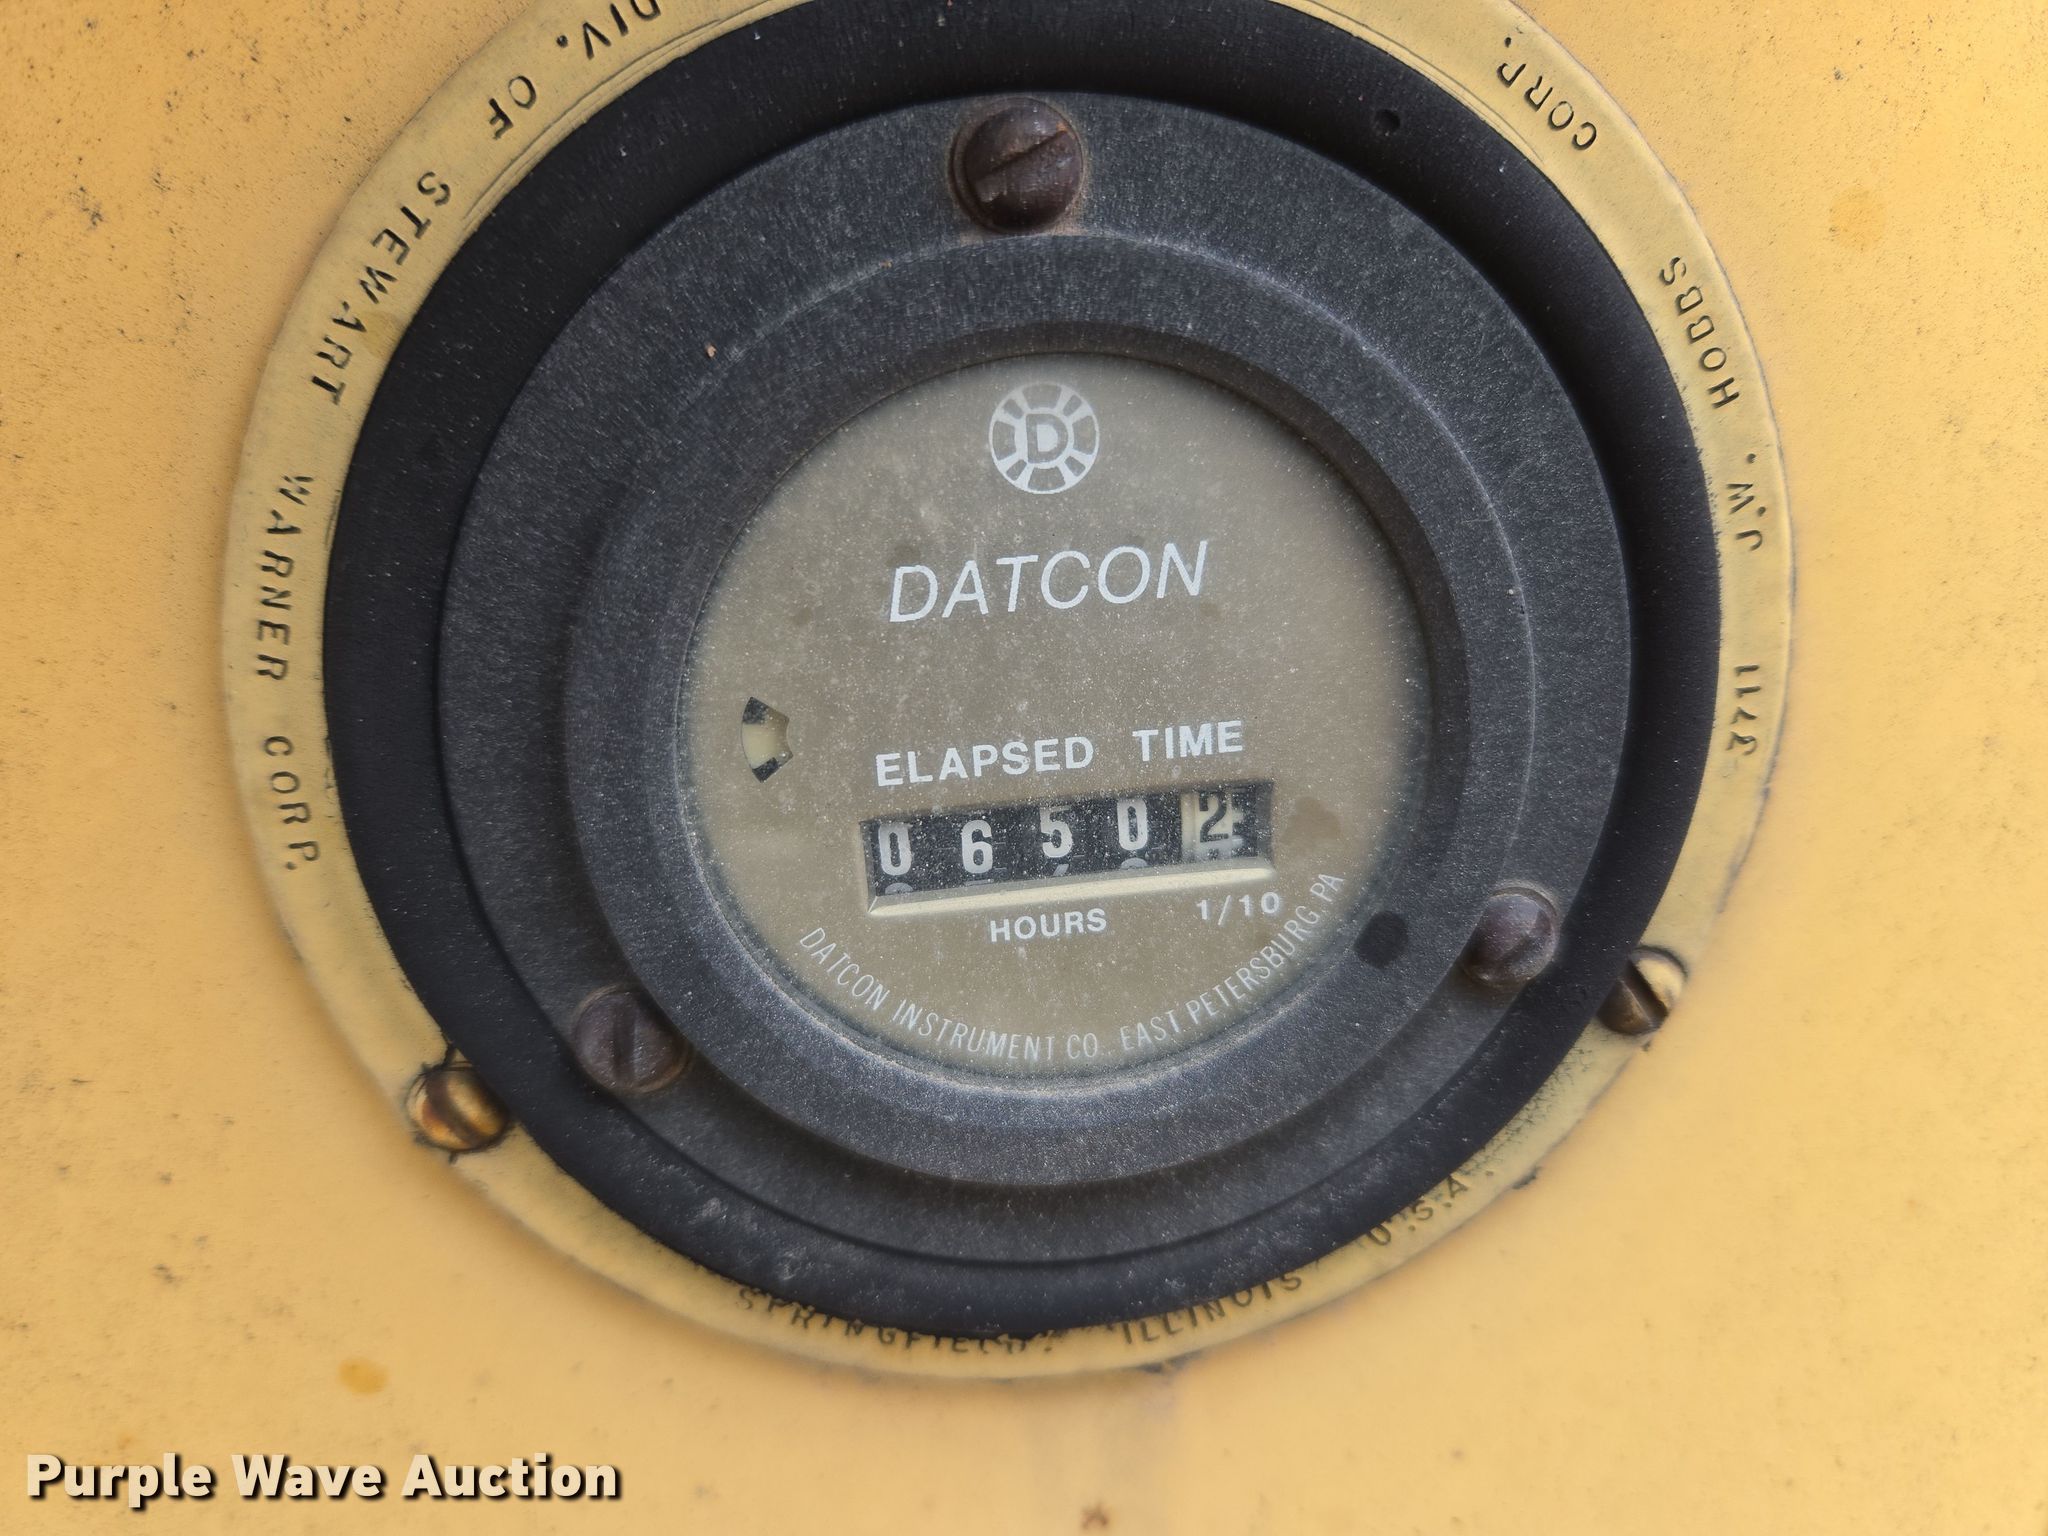 DIV. OF STEWART WARNER CORP.
CORP.
J.W. HOBBS
D
DATCON
ELAPSED TIME
0 6 5 0 2
HOURS 1/10
DATCON INSTRUMENT CO. EAST PETERSBURG, PA
SPRINGFIELD, ILLINOIS U.S.A.
Purple Wave Auction